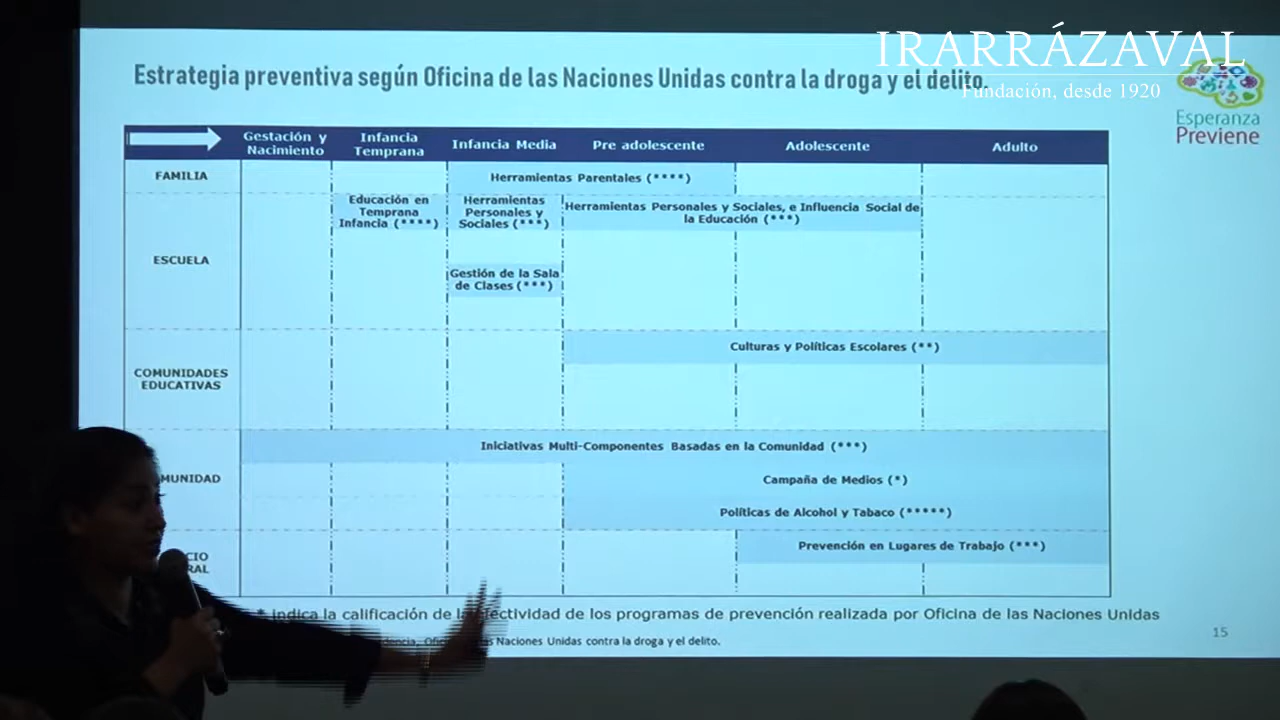 IRARRÁZAVAL
Fundación, desde 1920
Estrategia preventiva según Oficina de las Naciones Unidas contra la droga y el delito.
Esperanza
Previene
Gestación y
Nacimiento
Infancia
Temprana
Infancia Media
Pre adolescente
Adolescente
Adulto
FAMILIA
Herramientas Parentales (****)
ESCUELA
Educación en
Temprana
Infancia (****)
Herramientas
Personales y
Sociales (***)
Herramientas Personales y Sociales, e Influencia Social de
la Educación (***)
Gestión de la Sala
de Clases (***)
COMUNIDADES
EDUCATIVAS
Culturas y Políticas Escolares (**)
MUNIDAD
Iniciativas Multi-Componentes Basadas en la Comunidad (***)
Campaña de Medios (*)
Políticas de Alcohol y Tabaco (*****)
CIO
RAL
Prevención en Lugares de Trabajo (***)
* indica la calificación de la efectividad de los programas de prevención realizada por Oficina de las Naciones Unidas
Naciones Unidas contra la droga y el delito.
15